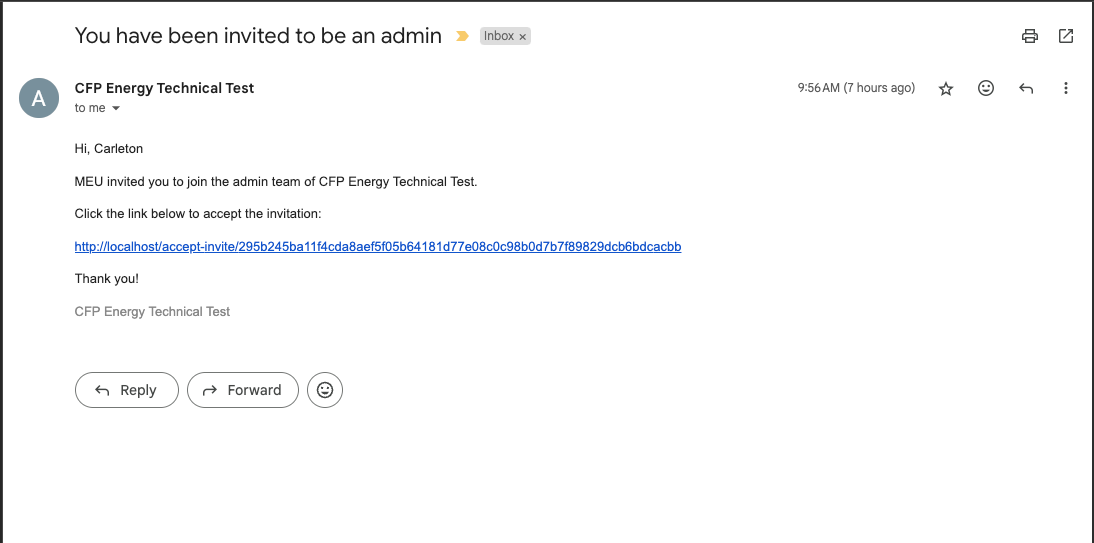 You have been invited to be an admin
Inbox ×
CFP Energy Technical Test
9:56 AM (7 hours ago)
A
to me
Hi, Carleton
MEU invited you to join the admin team of CFP Energy Technical Test.
Click the link below to accept the invitation:
http://localhost/accept-invite/295b245ba11f4cda8aef5f05b64181d77e08c0c98b0d7b7f89829dcb6bdcacbb
Thank you!
CFP Energy Technical Test
Reply
Forward